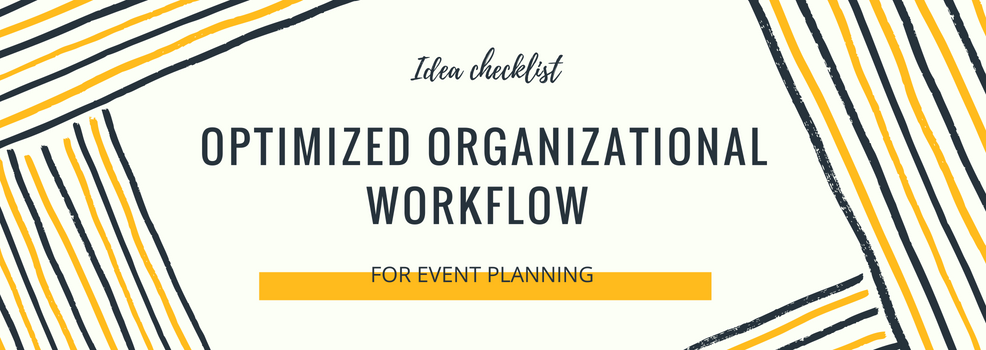 Idea checklist
OPTIMIZED ORGANIZATIONAL
WORKFLOW
FOR EVENT PLANNING